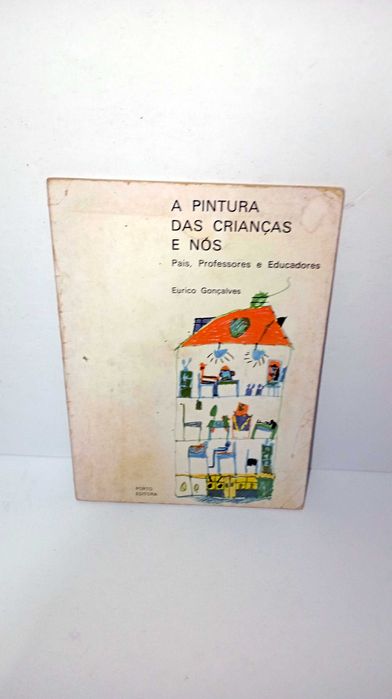 A PINTURA
DAS CRIANÇAS
E NÓS
Pais, Professores e Educadores
Eurico Gonçalves
PORTO
EDITORA